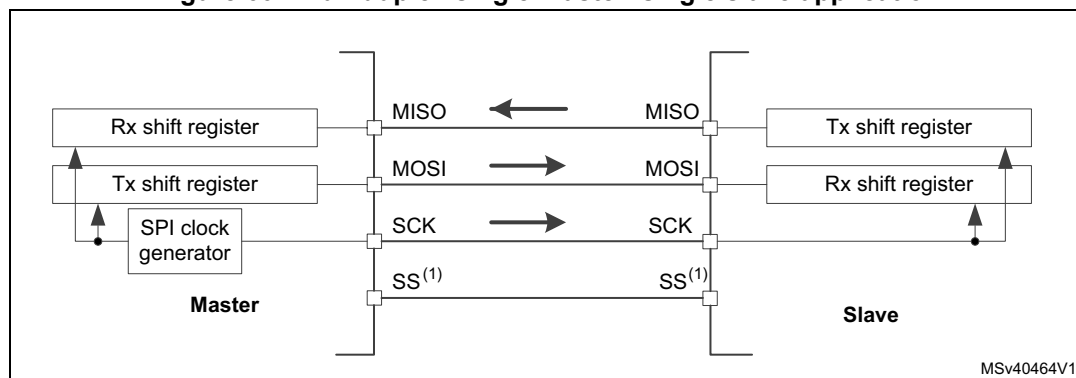 MISO MISO
Rx shift register Tx shift register
MOSI MOSI
Tx shift register Rx shift register
SCK SCK
SPI clock
generator
SS(1) SS(1)
Master Slave
MSv40464V1